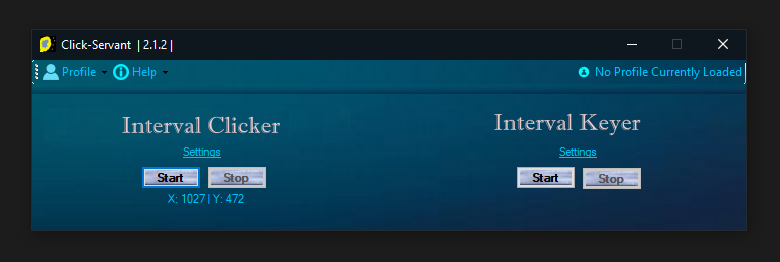 Click-Servant | 2.1.2 |
Profile Help No Profile Currently Loaded
Interval Clicker Interval Keyer
Settings Settings
Start Stop Start Stop
X: 1027 | Y: 472